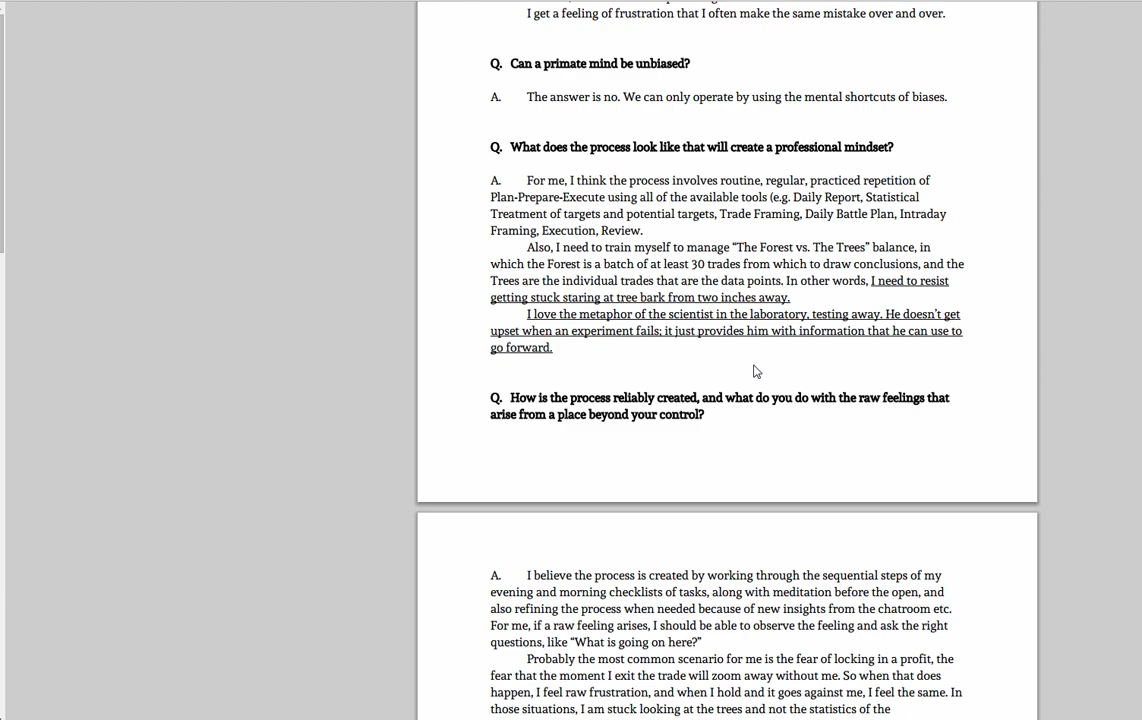 I get a feeling of frustration that I often make the same mistake over and over.
Q. Can a primate mind be unbiased?
A. The answer is no. We can only operate by using the mental shortcuts of biases.
Q. What does the process look like that will create a professional mindset?
A. For me, I think the process involves routine, regular, practiced repetition of
Plan-Prepare-Execute using all of the available tools (e.g. Daily Report, Statistical
Treatment of targets and potential targets, Trade Framing, Daily Battle Plan, Intraday
Framing, Execution, Review.
Also, I need to train myself to manage “The Forest vs. The Trees” balance, in
which the Forest is a batch of at least 30 trades from which to draw conclusions, and the
Trees are the individual trades that are the data points. In other words, I need to resist
getting stuck staring at tree bark from two inches away.
I love the metaphor of the scientist in the laboratory, testing away. He doesn’t get
upset when an experiment fails; it just provides him with information that he can use to
go forward.
Q. How is the process reliably created, and what do you do with the raw feelings that
arise from a place beyond your control?
A. I believe the process is created by working through the sequential steps of my
evening and morning checklists of tasks, along with meditation before the open, and
also refining the process when needed because of new insights from the chatroom etc.
For me, if a raw feeling arises, I should be able to observe the feeling and ask the right
questions, like “What is going on here?”
Probably the most common scenario for me is the fear of locking in a profit, the
fear that the moment I exit the trade will zoom away without me. So when that does
happen, I feel raw frustration, and when I hold and it goes against me, I feel the same. In
those situations, I am stuck looking at the trees and not the statistics of the